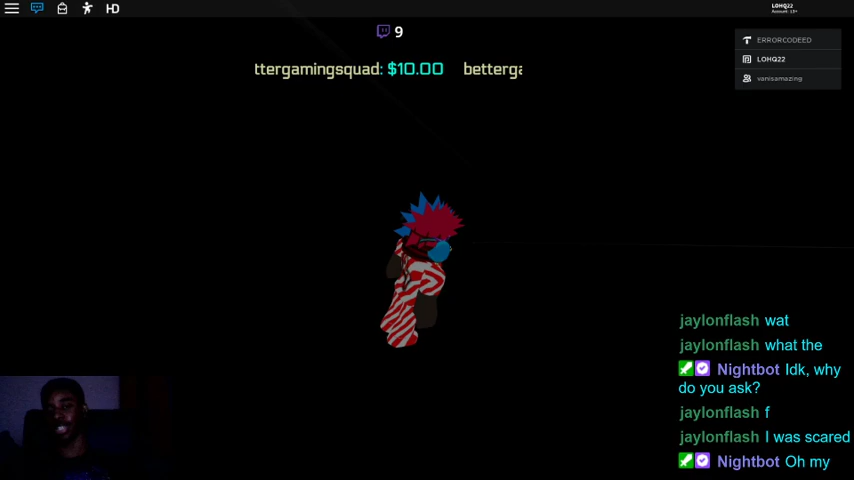 HD
LOHQ22
9
ttergamingsquad: $10.00 betterga
ERRORCODEED
LOHQ22
vanisamazing
jaylonflash wat
jaylonflash what the
Nightbot Idk, why
do you ask?
jaylonflash f
jaylonflash I was scared
Nightbot Oh my